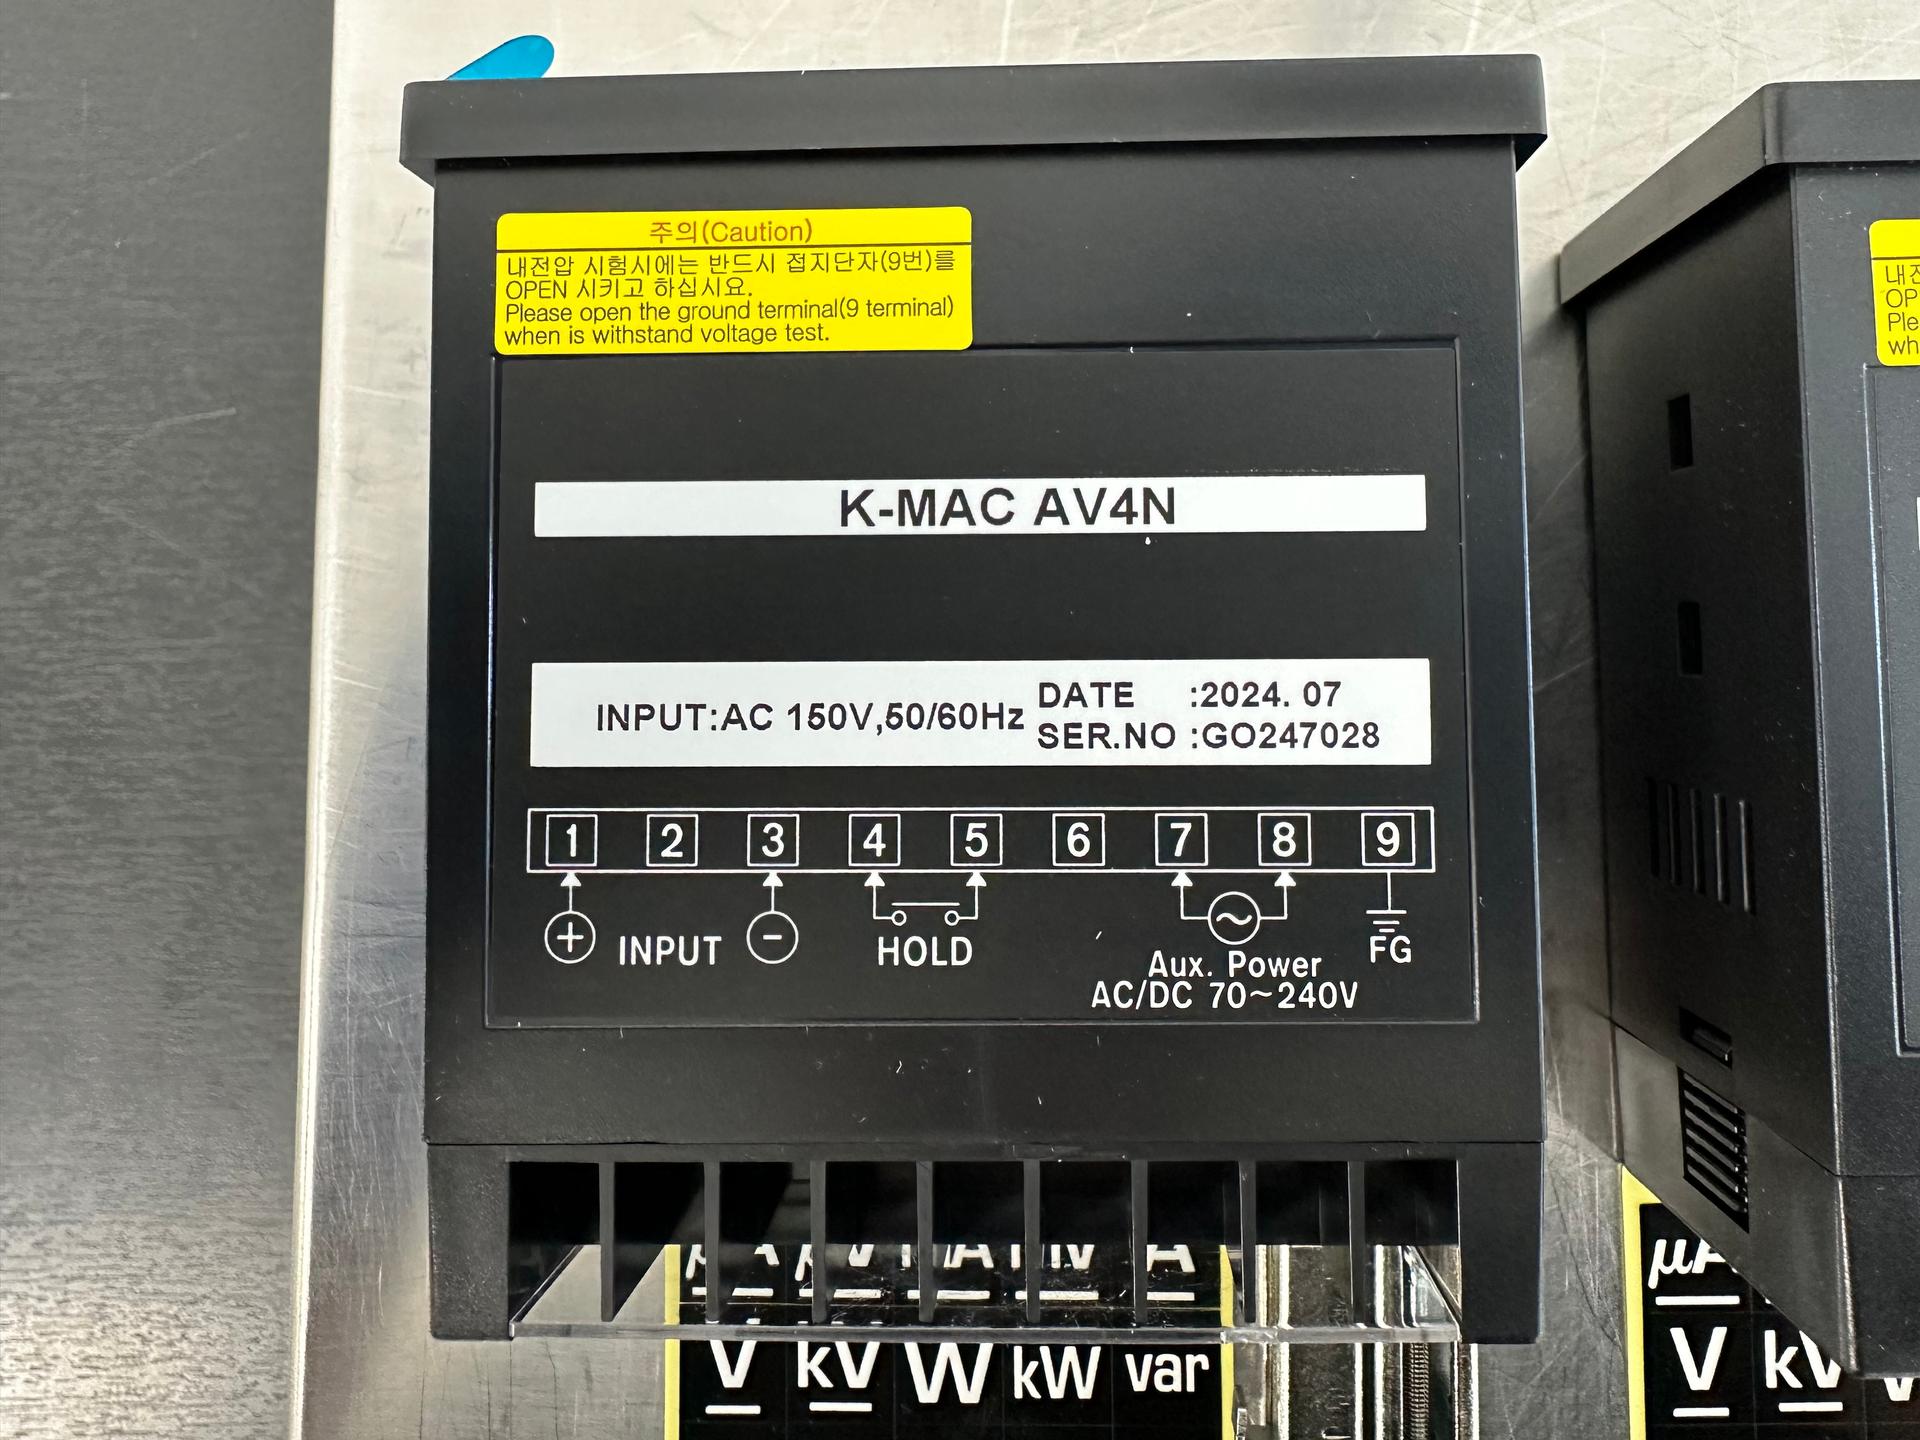 주의(Caution)
내전압 시험시에는 반드시 접지단자(9번)를
OPEN 시키고 하십시요.
Please open the ground terminal(9 terminal)
when is withstand voltage test.
K-MAC AV4N
INPUT:AC 150V,50/60Hz
DATE :2024. 07
SER.NO :GO247028
1 2 3 4 5 6 7 8 9
+ INPUT -
HOLD
Aux. Power
AC/DC 70~240V
FG
V kV W kW var
V kV